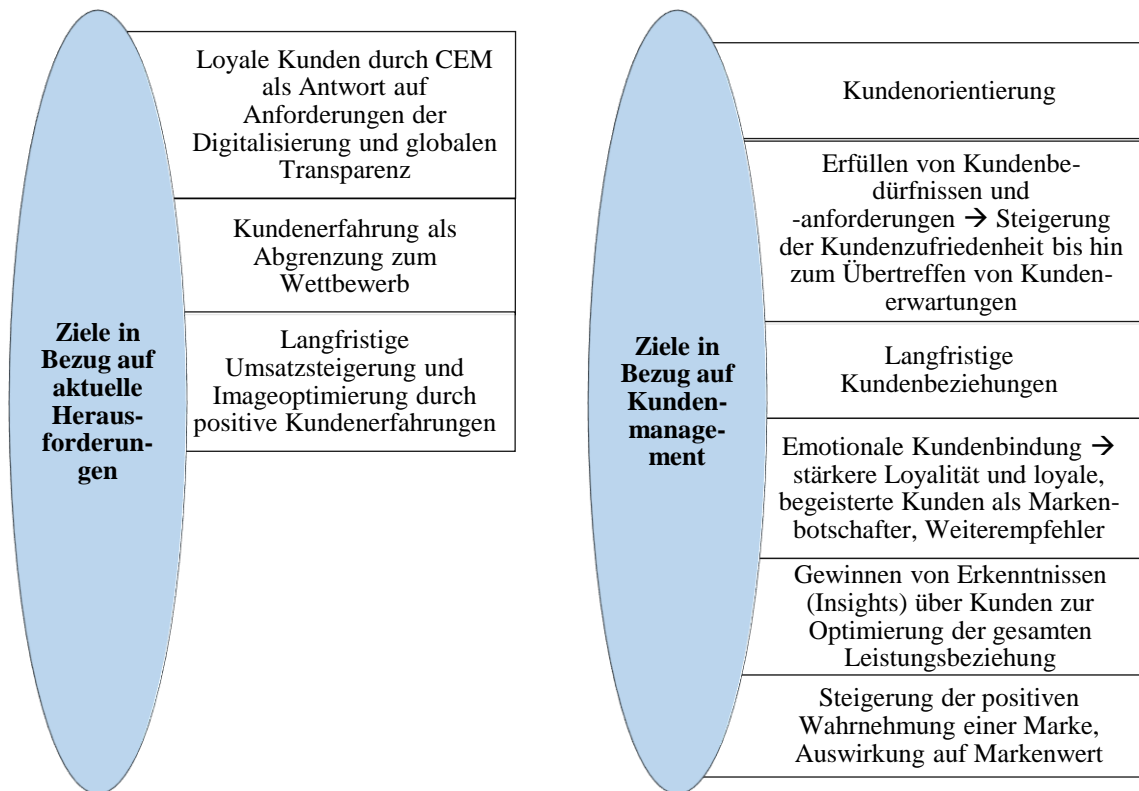 Ziele in
Bezug auf
aktuelle
Heraus-
forderun-
gen
Loyale Kunden durch CEM
als Antwort auf
Anforderungen der
Digitalisierung und globalen
Transparenz
Kundenerfahrung als
Abgrenzung zum
Wettbewerb
Langfristige
Umsatzsteigerung und
Imageoptimierung durch
positive Kundenerfahrungen
Ziele in
Bezug auf
Kunden-
manage-
ment
Kundenorientierung
Erfüllen von Kundenbe-
dürfnissen und
-anforderungen → Steigerung
der Kundenzufriedenheit bis hin
zum Übertreffen von Kunden-
erwartungen
Langfristige
Kundenbeziehungen
Emotionale Kundenbindung →
stärkere Loyalität und loyale,
begeisterte Kunden als Marken-
botschafter, Weiterempfehler
Gewinnen von Erkenntnissen
(Insights) über Kunden zur
Optimierung der gesamten
Leistungsbeziehung
Steigerung der positiven
Wahrnehmung einer Marke,
Auswirkung auf Markenwert